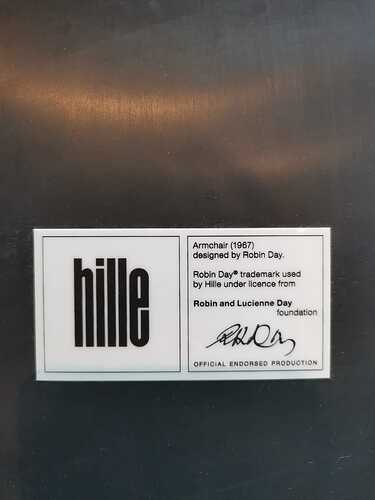 hille
Armchair (1967)
designed by Robin Day.
Robin Day® trademark used
by Hille under licence from
Robin and Lucienne Day
foundation
OFFICIAL ENDORSED PRODUCTION